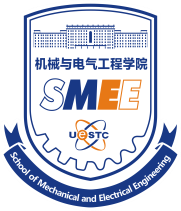 机械与电气工程学院
SMEE
UeSTC
School of Mechanical and Electrical Engineering